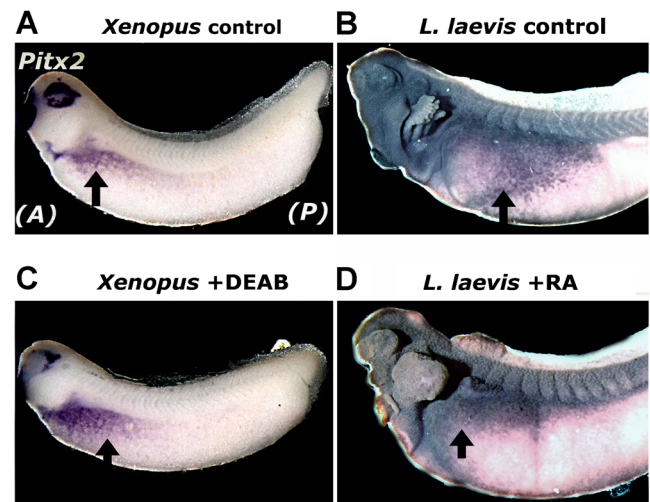 A Xenopus control
B L. laevis control
Pitx2
(A) (P)
C Xenopus +DEAB
D L. laevis +RA